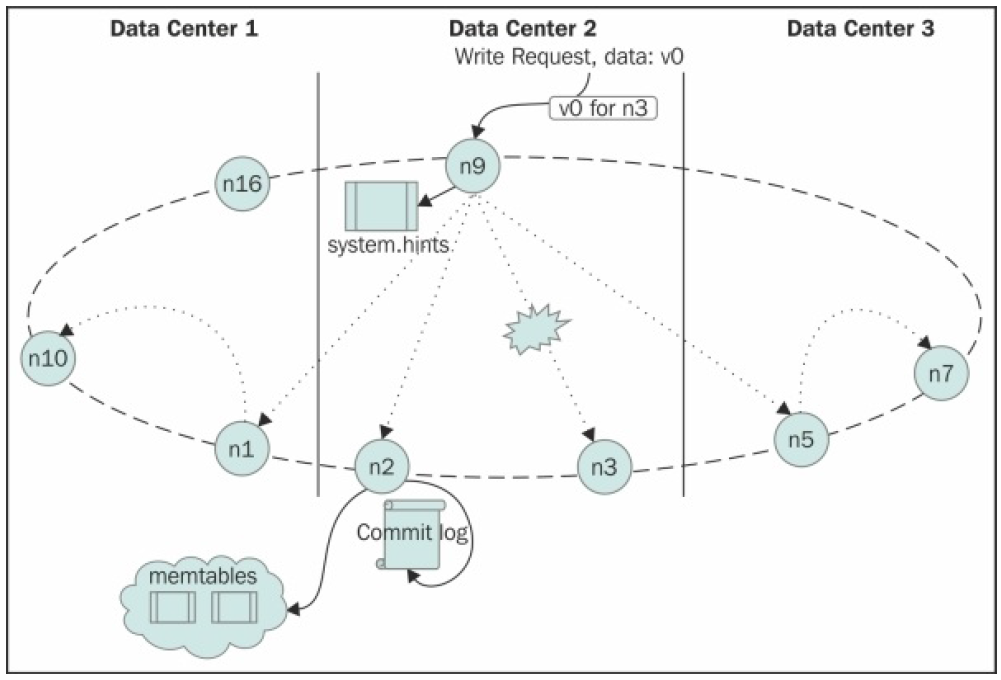 Data Center 1
Data Center 2
Data Center 3
Write Request, data: v0
v0 for n3
n9
n16
system.hints
n10
n7
n1
n2
n3
n5
Commit log
memtables